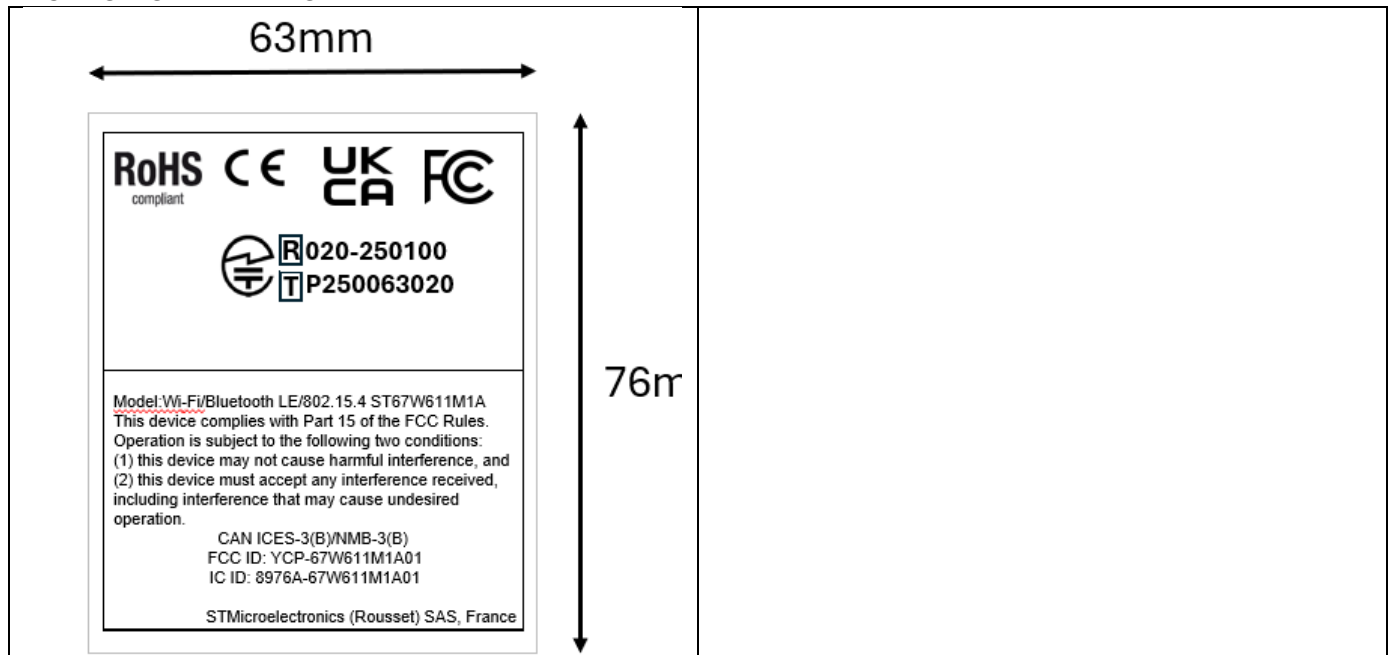 63mm
RoHS CE UK FC
compliant CA
R 020-250100
T P250063020
76m
Model:Wi-Fi/Bluetooth LE/802.15.4 ST67W611M1A
This device complies with Part 15 of the FCC Rules.
Operation is subject to the following two conditions:
(1) this device may not cause harmful interference, and
(2) this device must accept any interference received,
including interference that may cause undesired
operation.
CAN ICES-3(B)/NMB-3(B)
FCC ID: YCP-67W611M1A01
IC ID: 8976A-67W611M1A01
STMicroelectronics (Rousset) SAS, France